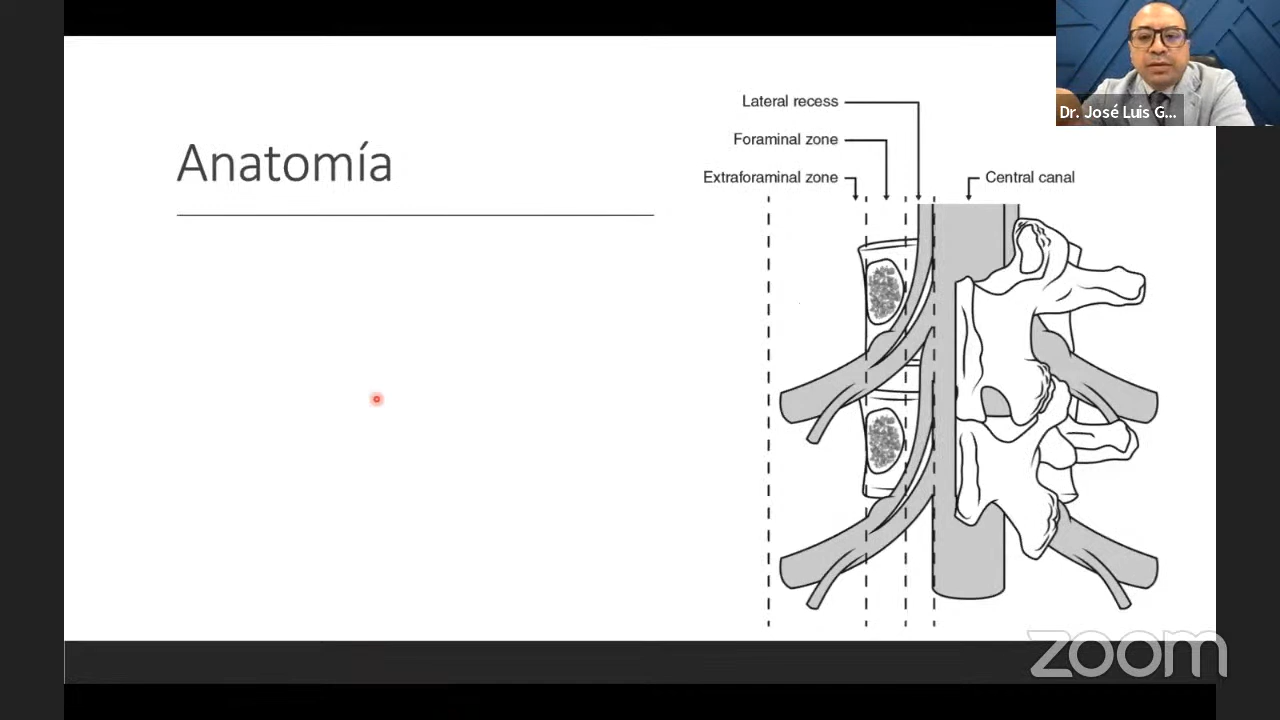 Anatomía
Lateral recess
Foraminal zone
Extraforaminal zone
Central canal
Dr. José Luis G...
zoom